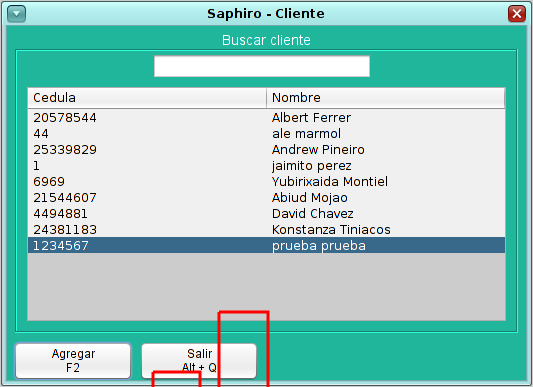 Saphiro - Cliente
Buscar cliente
Cedula Nombre
20578544 Albert Ferrer
44 ale marmol
25339829 Andrew Pineiro
1 jaimito perez
6969 Yubirixaida Montiel
21544607 Abiud Mojao
4494881 David Chavez
24381183 Konstanza Tiniacos
1234567 prueba prueba
Agregar
F2
Salir
Alt + Q